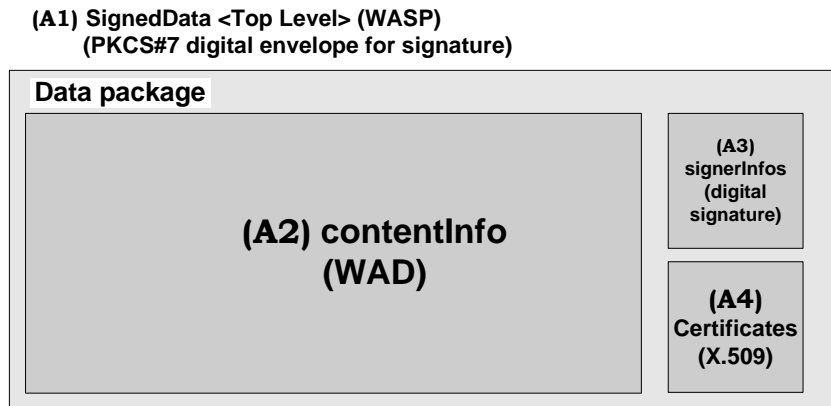 (A1) SignedData <Top Level> (WASP)
(PKCS#7 digital envelope for signature)
Data package
(A2) contentInfo
(WAD)
(A3)
signerInfos
(digital
signature)
(A4)
Certificates
(X.509)